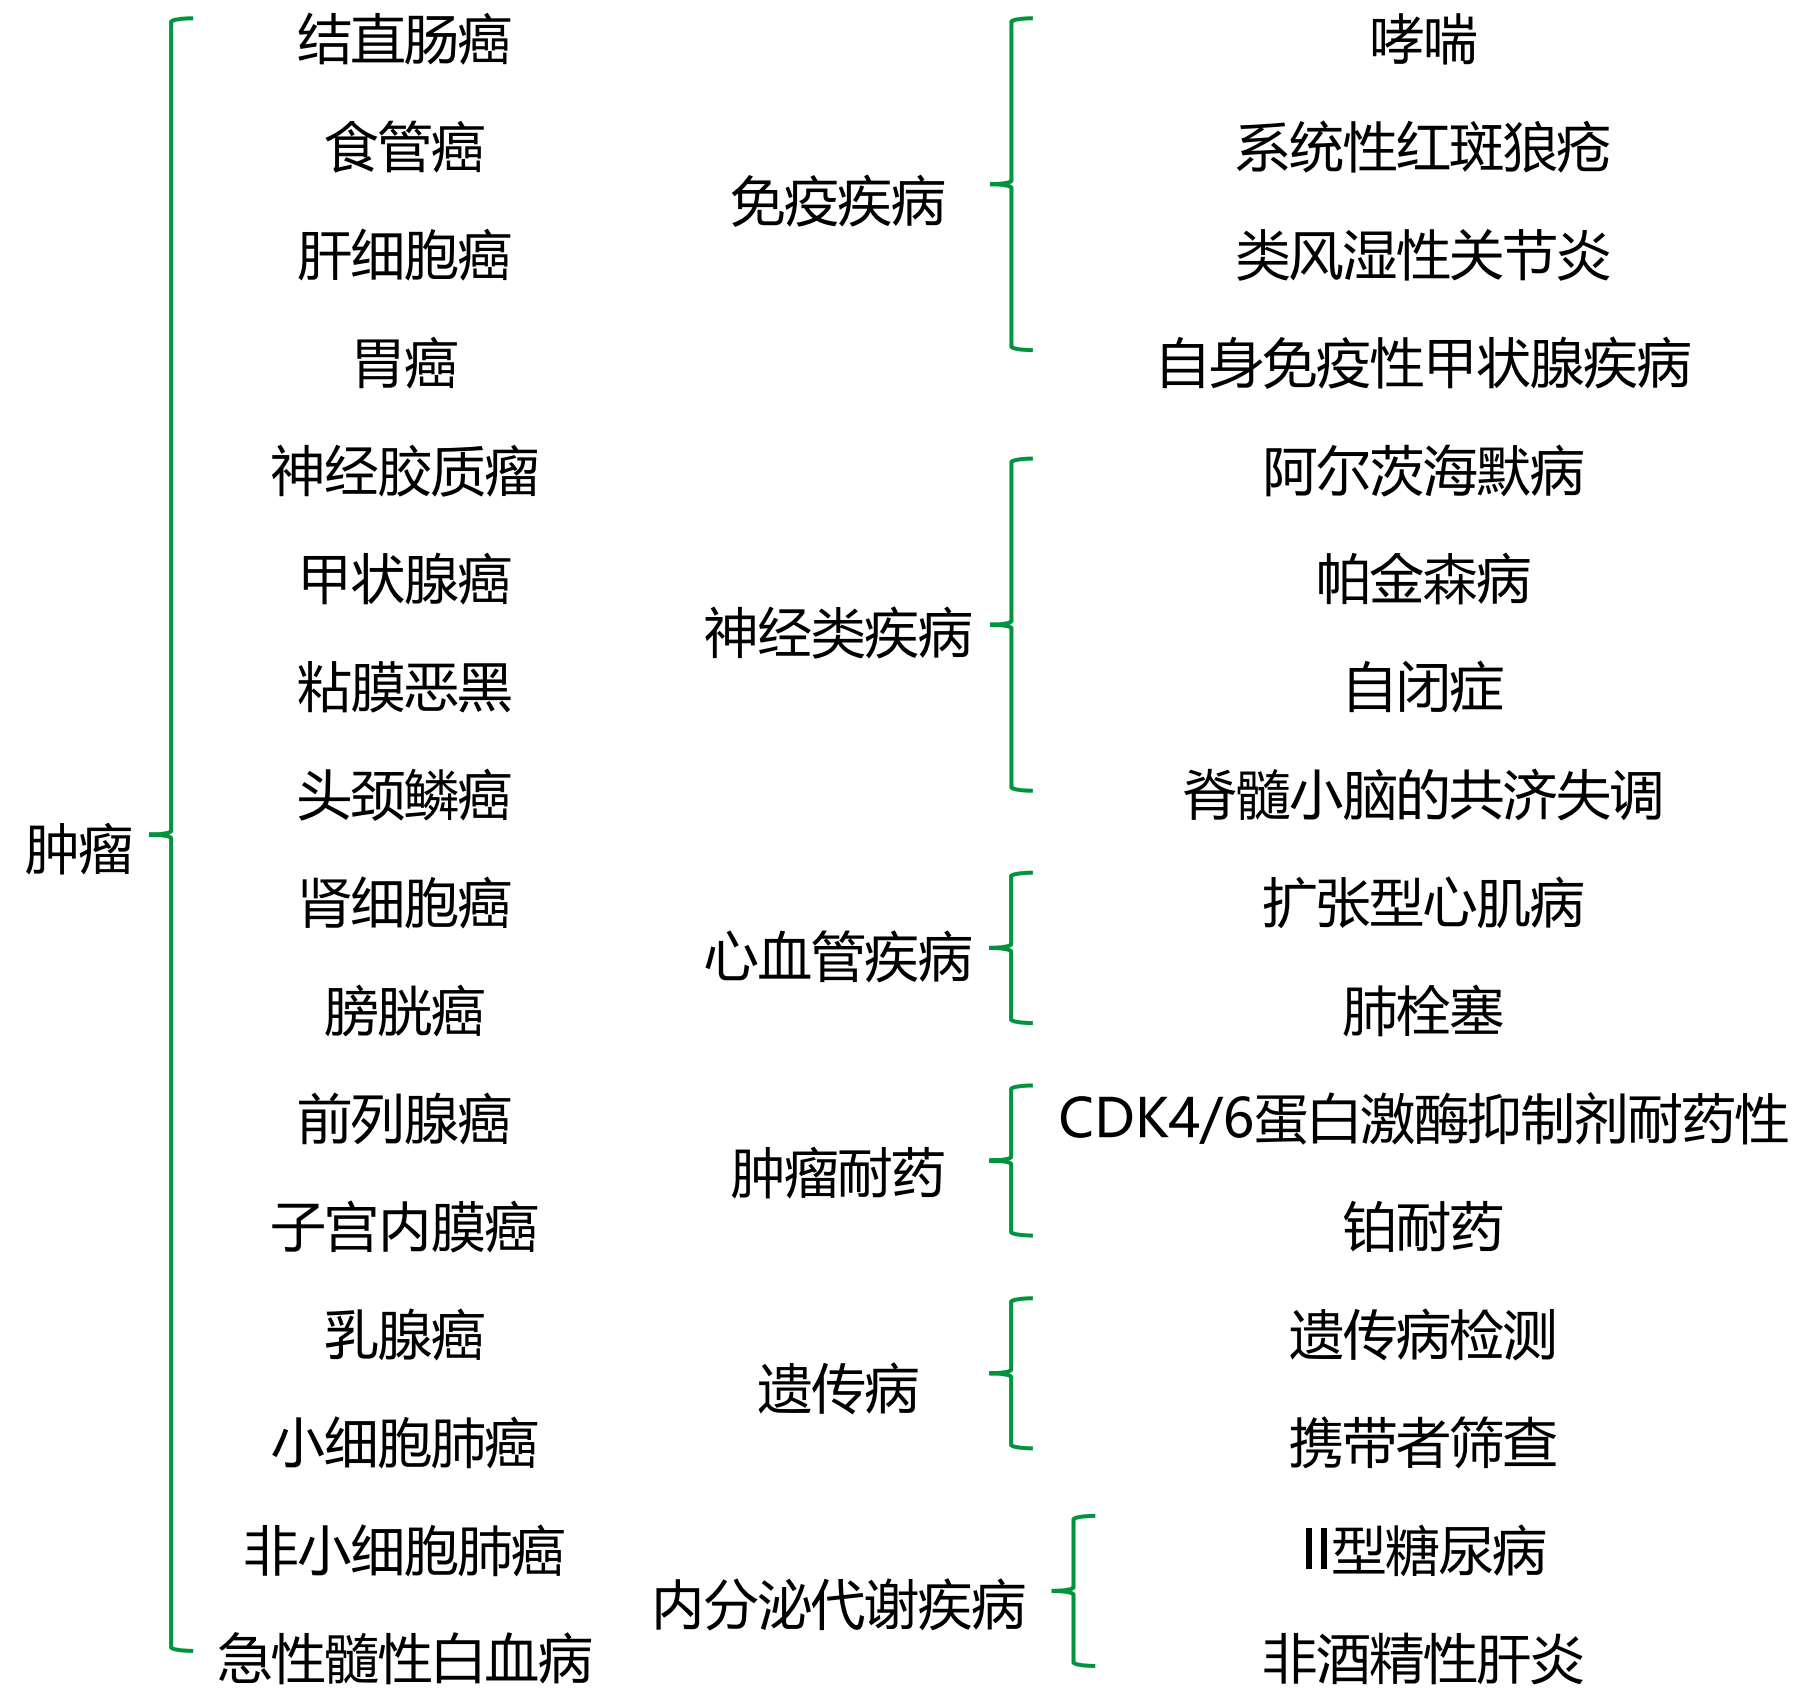 肿瘤
结直肠癌
食管癌
肝细胞癌
胃癌
神经胶质瘤
甲状腺癌
粘膜恶黑
头颈鳞癌
肾细胞癌
膀胱癌
前列腺癌
子宫内膜癌
乳腺癌
小细胞肺癌
非小细胞肺癌
急性髓性白血病
免疫疾病
哮喘
系统性红斑狼疮
类风湿性关节炎
自身免疫性甲状腺疾病
神经类疾病
阿尔茨海默病
帕金森病
自闭症
脊髓小脑的共济失调
心血管疾病
扩张型心肌病
肺栓塞
肿瘤耐药
CDK4/6蛋白激酶抑制剂耐药性
铂耐药
遗传病
遗传病检测
携带者筛查
内分泌代谢疾病
II型糖尿病
非酒精性肝炎